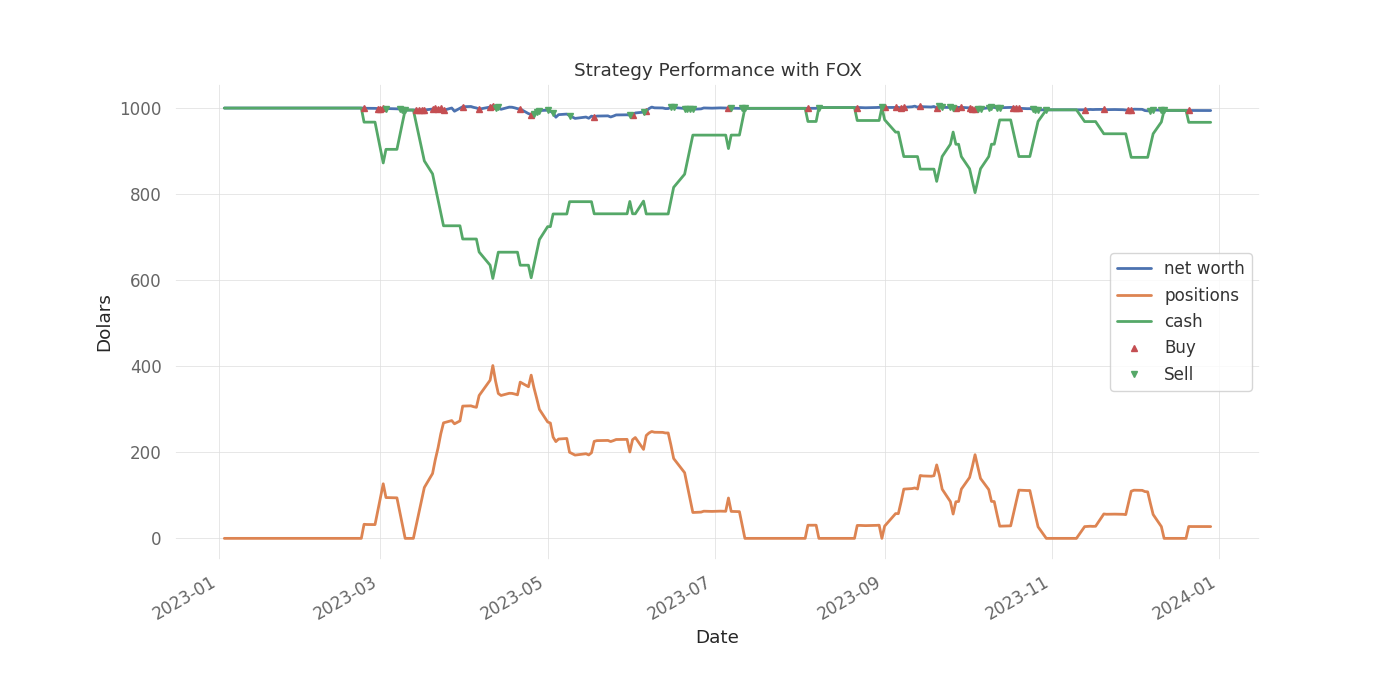 Strategy Performance with FOX
1000
800
600
400
200
0
Dolars
net worth
positions
cash
Buy
Sell
2023-01
2023-03
2023-05
2023-07
2023-09
2023-11
2024-01
Date